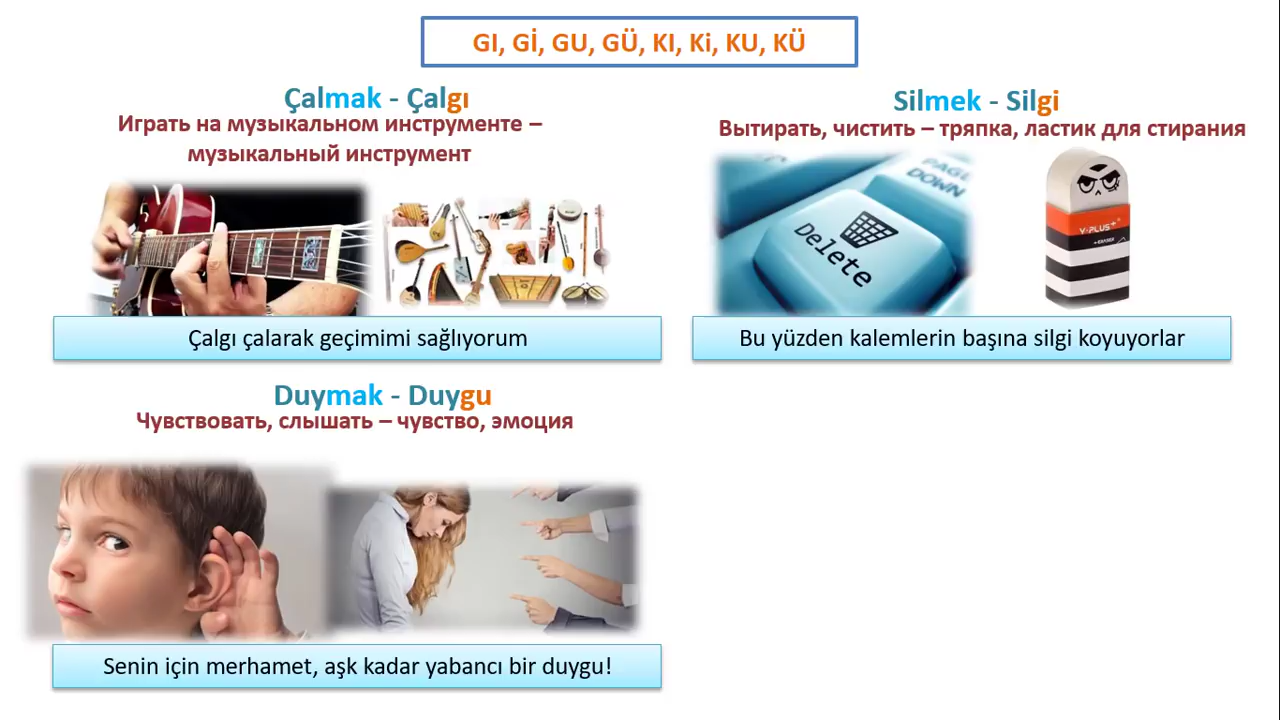 GI, Gİ, GU, GÜ, KI, Ki, KU, KÜ
Çalmak - Çalgı
Играть на музыкальном инструменте –
музыкальный инструмент
Çalgı çalarak geçimimi sağlıyorum
Silmek - Silgi
Вытирать, чистить – тряпка, ластик для стирания
PAGE
DOWN
Delete
Y-PLUS+
ERASER
Bu yüzden kalemlerin başına silgi koyuyorlar
Duymak - Duygu
Чувствовать, слышать – чувство, эмоция
Senin için merhamet, aşk kadar yabancı bir duygu!